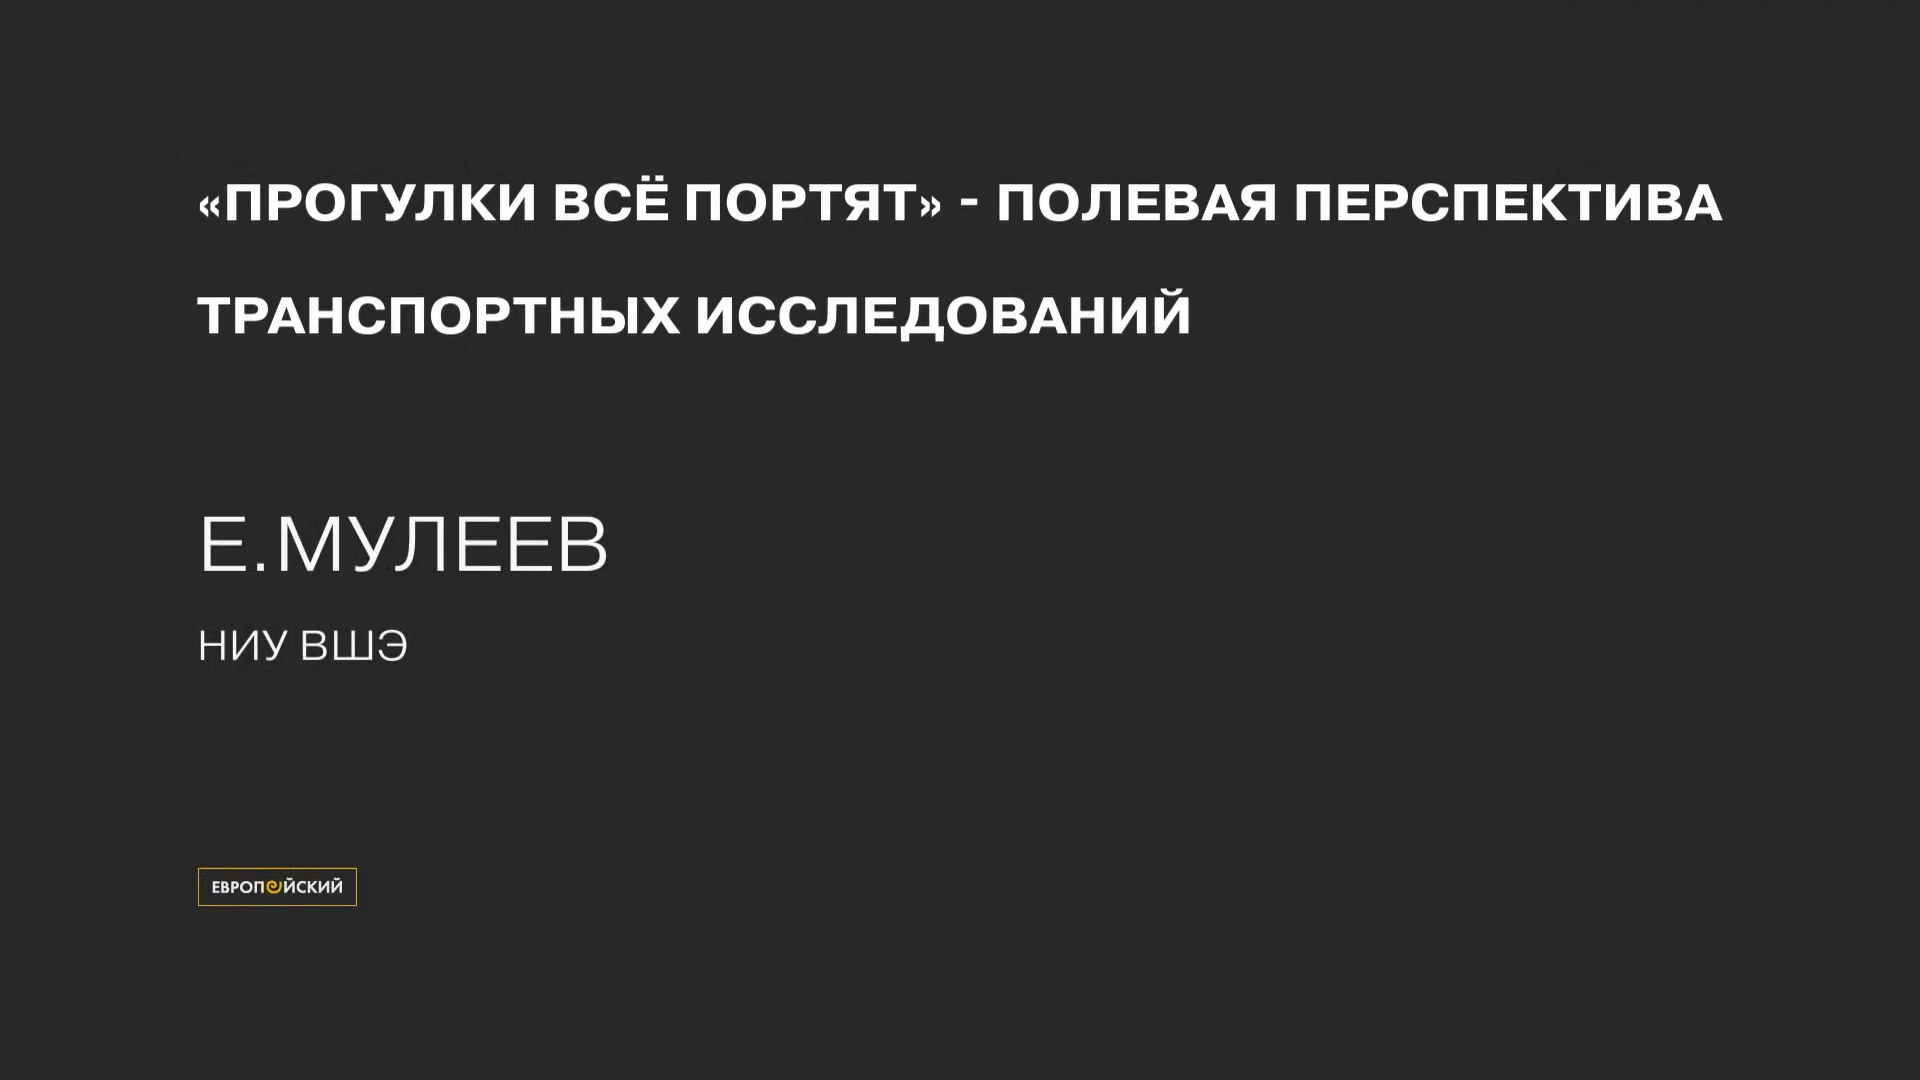 «ПРОГУЛКИ ВСЁ ПОРТЯТ» - ПОЛЕВАЯ ПЕРСПЕКТИВА
ТРАНСПОРТНЫХ ИССЛЕДОВАНИЙ
Е.МУЛЕЕВ
НИУ ВШЭ
ЕВРОПЕЙСКИЙ